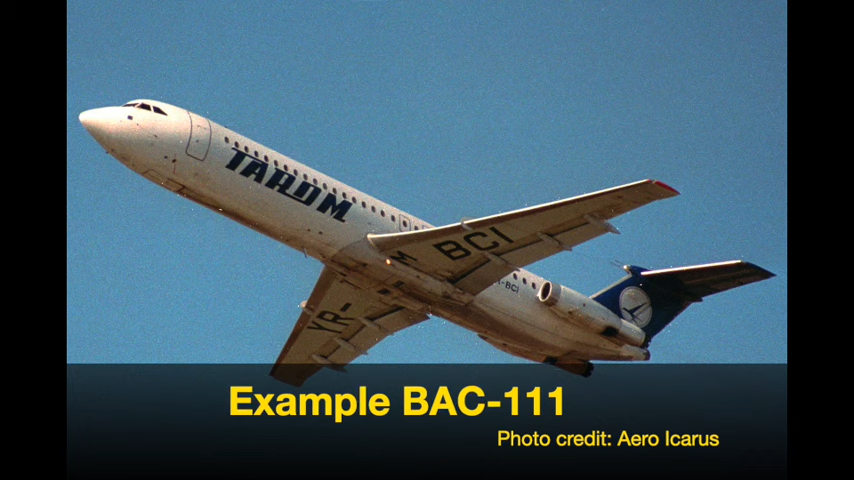 TAROM
BCI
M
YR-
-BCI
Example BAC-111
Photo credit: Aero Icarus